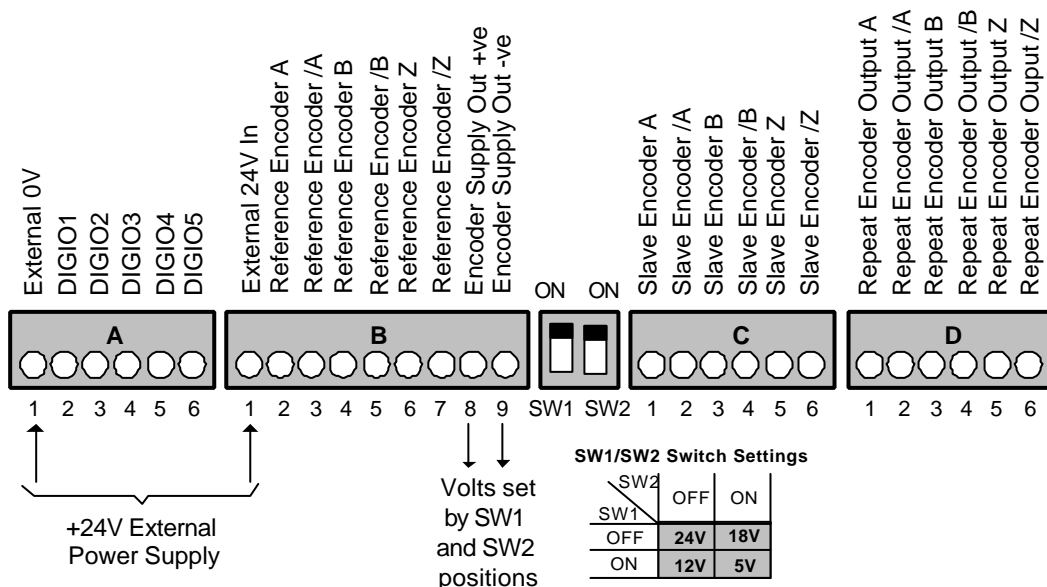 External 0V
DIGIO1
DIGIO2
DIGIO3
DIGIO4
DIGIO5
External 24V In
Reference Encoder A
Reference Encoder /A
Reference Encoder B
Reference Encoder /B
Reference Encoder Z
Reference Encoder /Z
Encoder Supply Out +ve
Encoder Supply Out -ve
ON ON
Slave Encoder A
Slave Encoder /A
Slave Encoder B
Slave Encoder /B
Slave Encoder Z
Slave Encoder /Z
Repeat Encoder Output A
Repeat Encoder Output /A
Repeat Encoder Output B
Repeat Encoder Output /B
Repeat Encoder Output Z
Repeat Encoder Ouput /Z
A B C D
1 2 3 4 5 6 1 2 3 4 5 6 7 8 9 SW1 SW2 1 2 3 4 5 6 1 2 3 4 5 6
+24V External
Power Supply
Volts set
by SW1
and SW2
positions
SW1/SW2 Switch Settings
SW2
SW1
OFF ON
OFF 24V 18V
ON 12V 5V